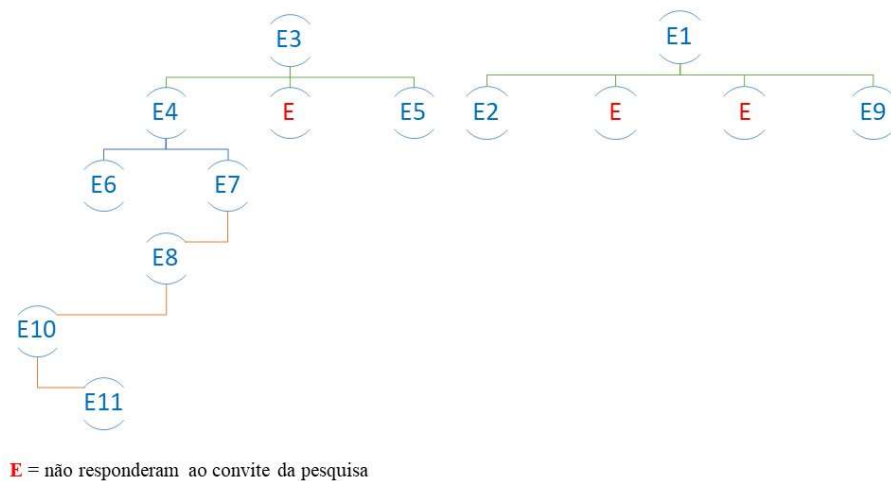 E3 E1
E4 E E5 E2 E E E9
E6 E7
E8
E10
E11
E = não responderam ao convite da pesquisa